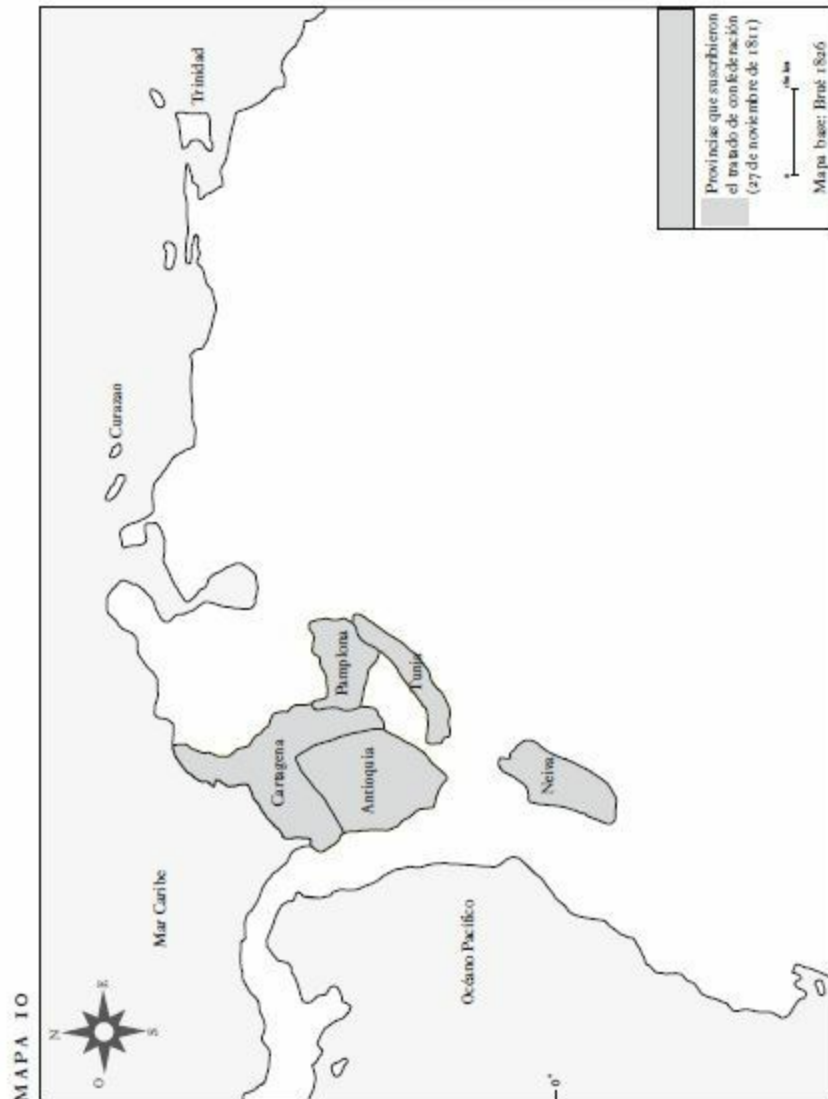 MAPA 10
N
O
E
S
Mar Caribe
Curazao
Trinidad
Cartagena
Pamplona
Antioquia
Tunja
Neiva
Océano Pacífico
0°
Provincias que suscribieron
el tratado de confederación
(27 de noviembre de 1811)
Mapa base: Brué 1826